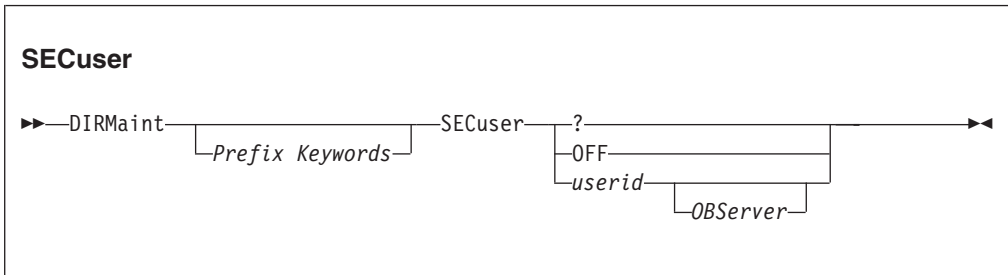 SECuser
DIRMaint SECuser ?
Prefix Keywords OFF
userid
OBServer